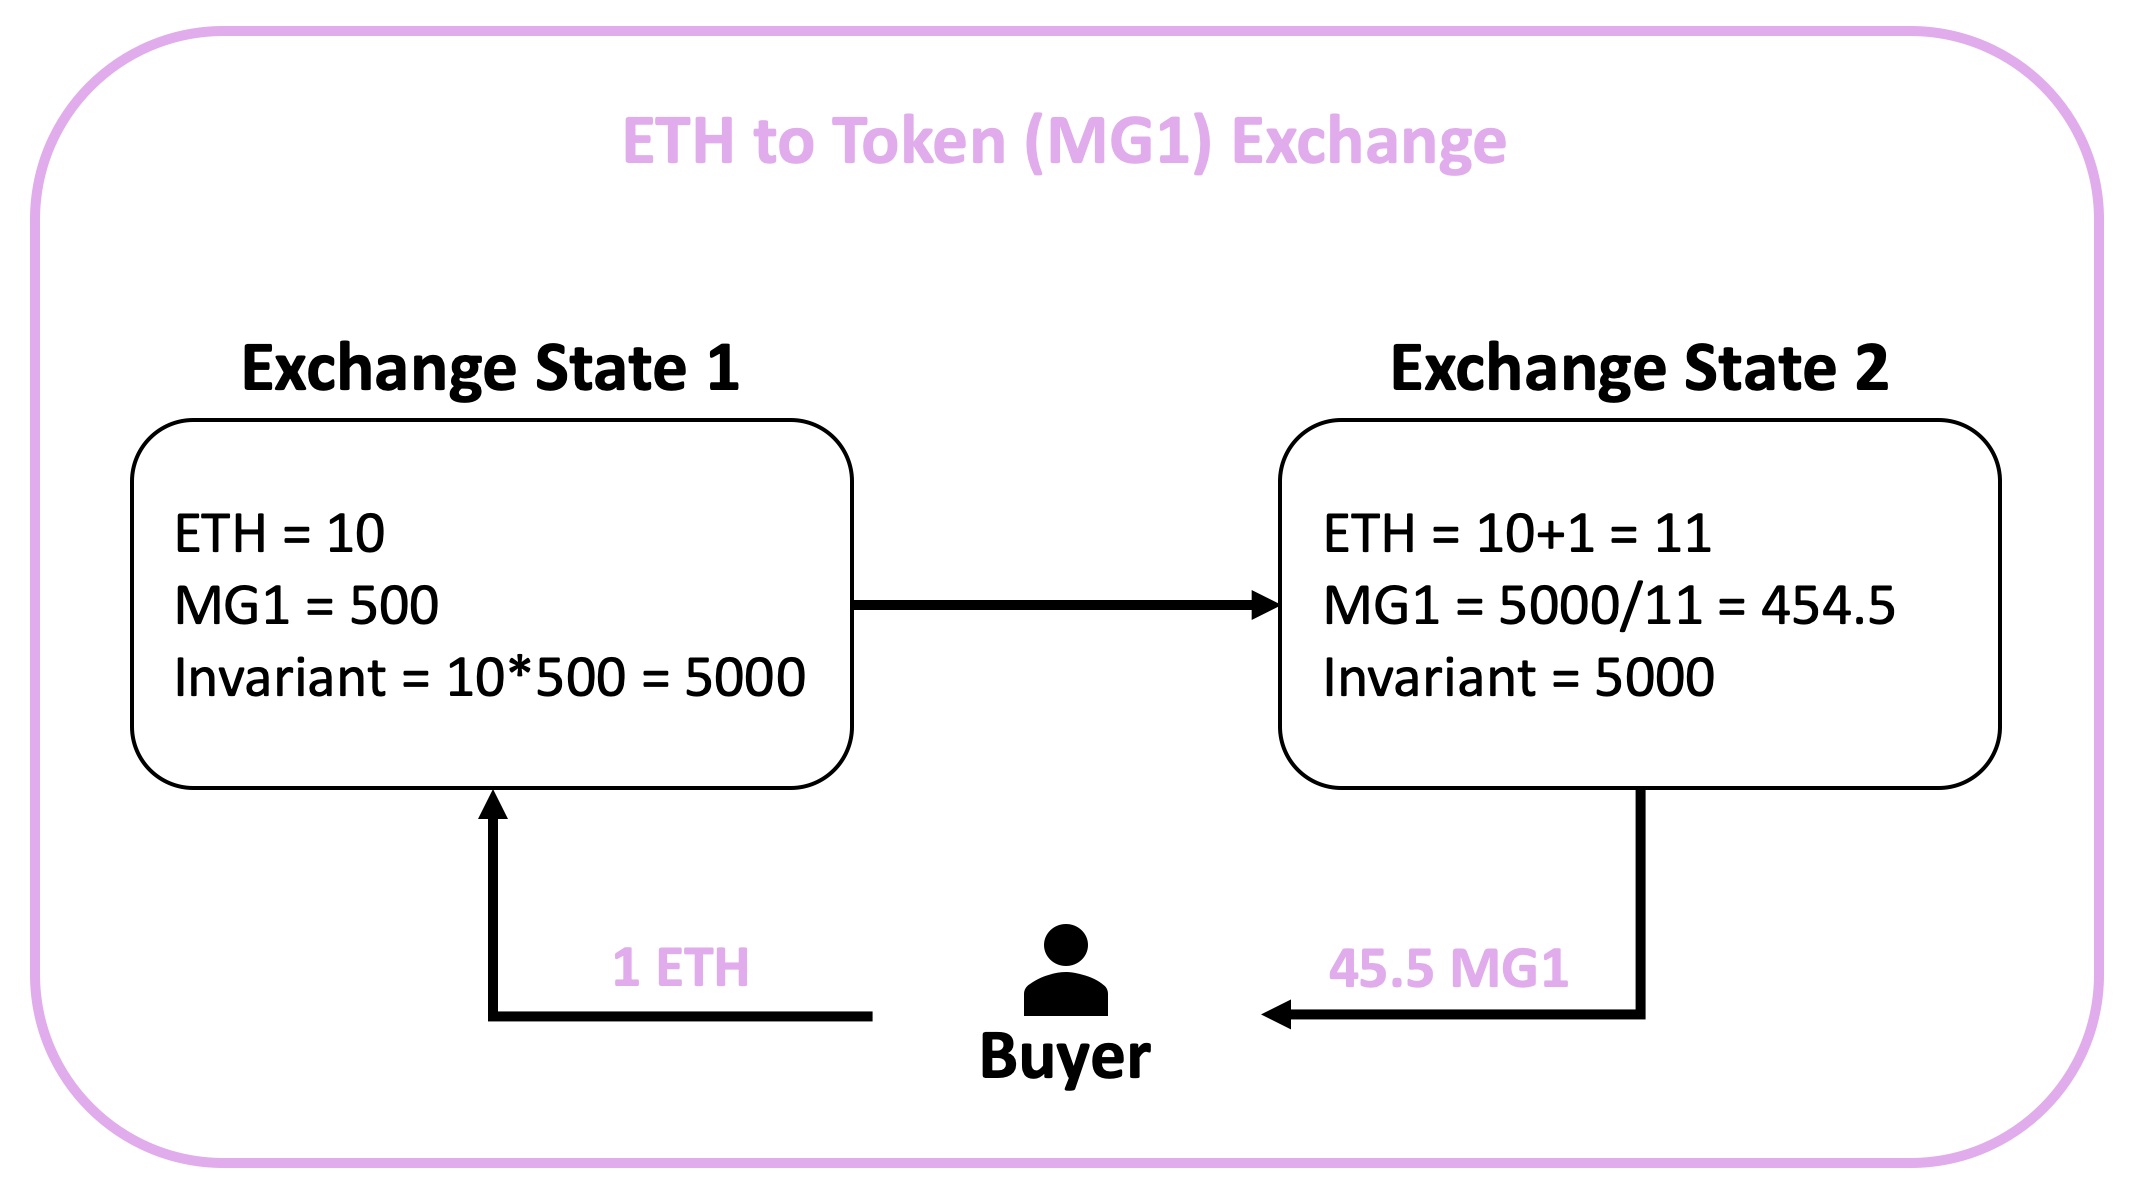 ETH to Token (MG1) Exchange
Exchange State 1
ETH = 10
MG1 = 500
Invariant = 10*500 = 5000
Exchange State 2
ETH = 10+1 = 11
MG1 = 5000/11 = 454.5
Invariant = 5000
1 ETH
45.5 MG1
Buyer